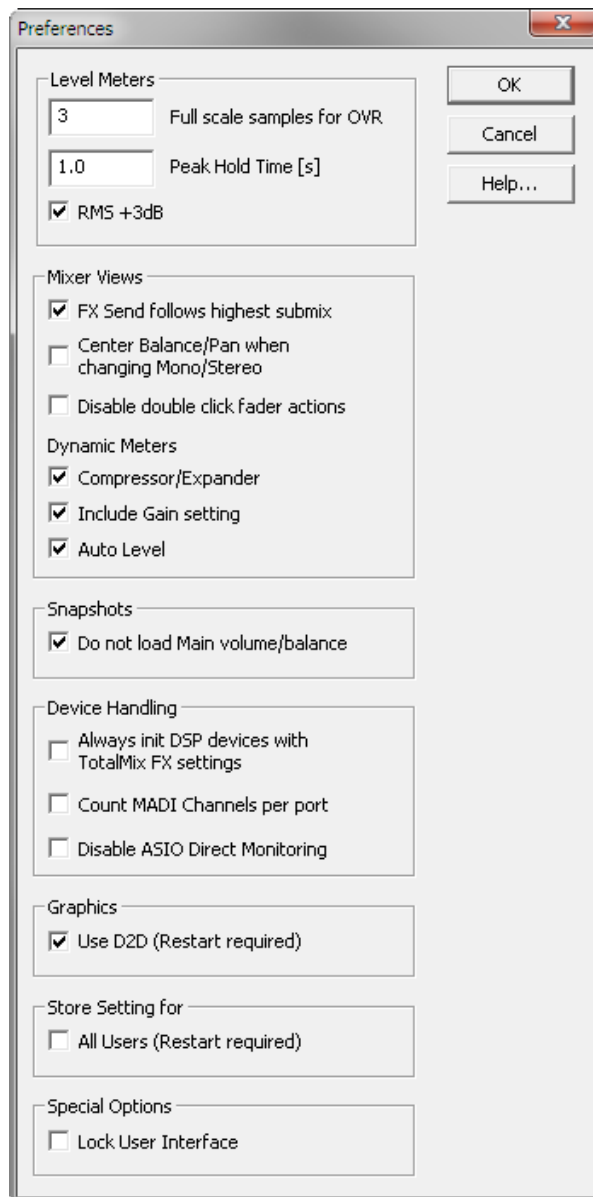 Preferences
Level Meters
3 Full scale samples for OVR
1.0 Peak Hold Time [s]
RMS +3dB
OK
Cancel
Help...
Mixer Views
FX Send follows highest submix
Center Balance/Pan when
changing Mono/Stereo
Disable double click fader actions
Dynamic Meters
Compressor/Expander
Include Gain setting
Auto Level
Snapshots
Do not load Main volume/balance
Device Handling
Always init DSP devices with
TotalMix FX settings
Count MADI Channels per port
Disable ASIO Direct Monitoring
Graphics
Use D2D (Restart required)
Store Setting for
All Users (Restart required)
Special Options
Lock User Interface